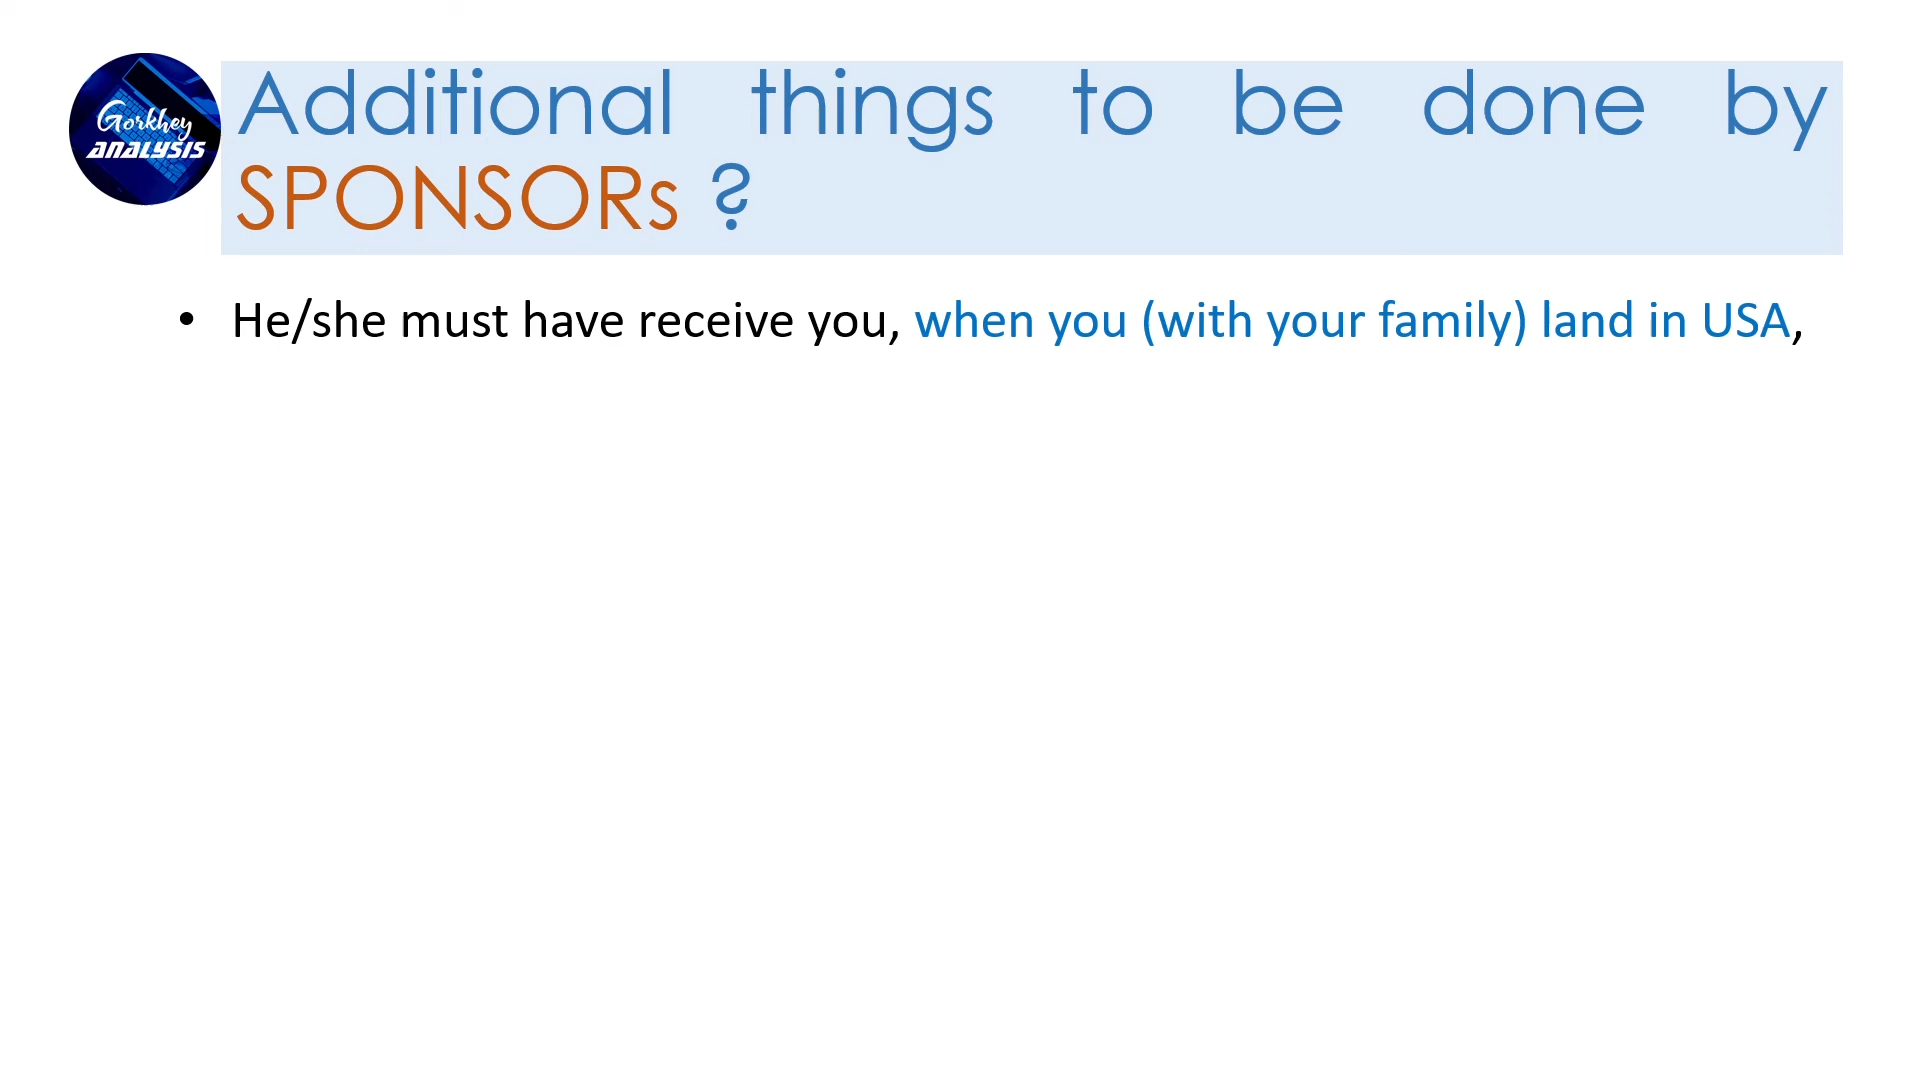 Gorkhey
ANALYSIS
Additional things to be done by
SPONSORs ?
• He/she must have receive you, when you (with your family) land in USA,